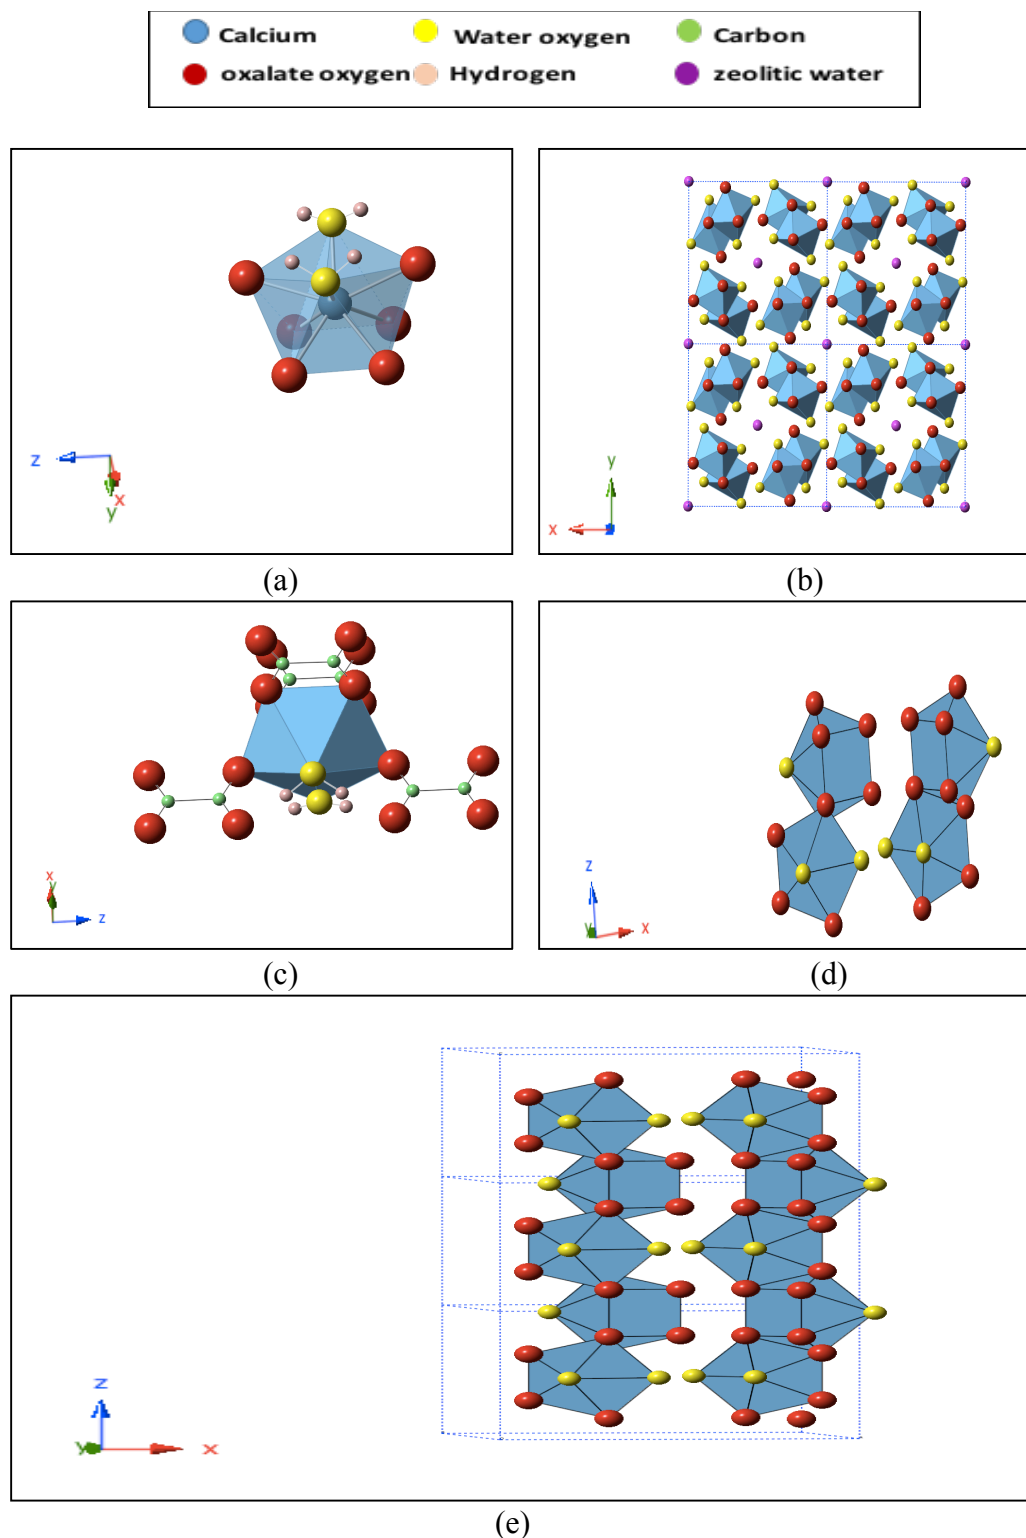 Calcium Water oxygen Carbon
oxalate oxygen Hydrogen zeolitic water
z
x
y
(a)
y
x
(b)
x
y
z
(c)
z
y x
(d)
z
y x
(e)